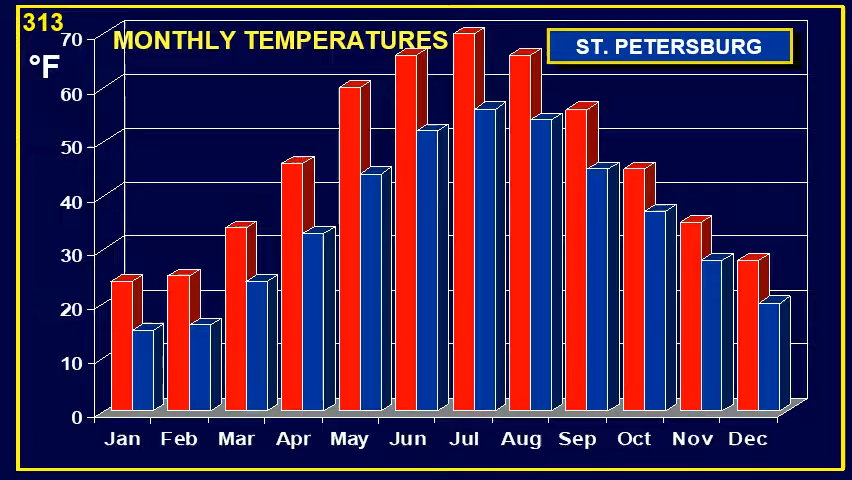 313
MONTHLY TEMPERATURES
ST. PETERSBURG
°F
70
60
50
40
30
20
10
0
Jan Feb Mar Apr May Jun Jul Aug Sep Oct Nov Dec